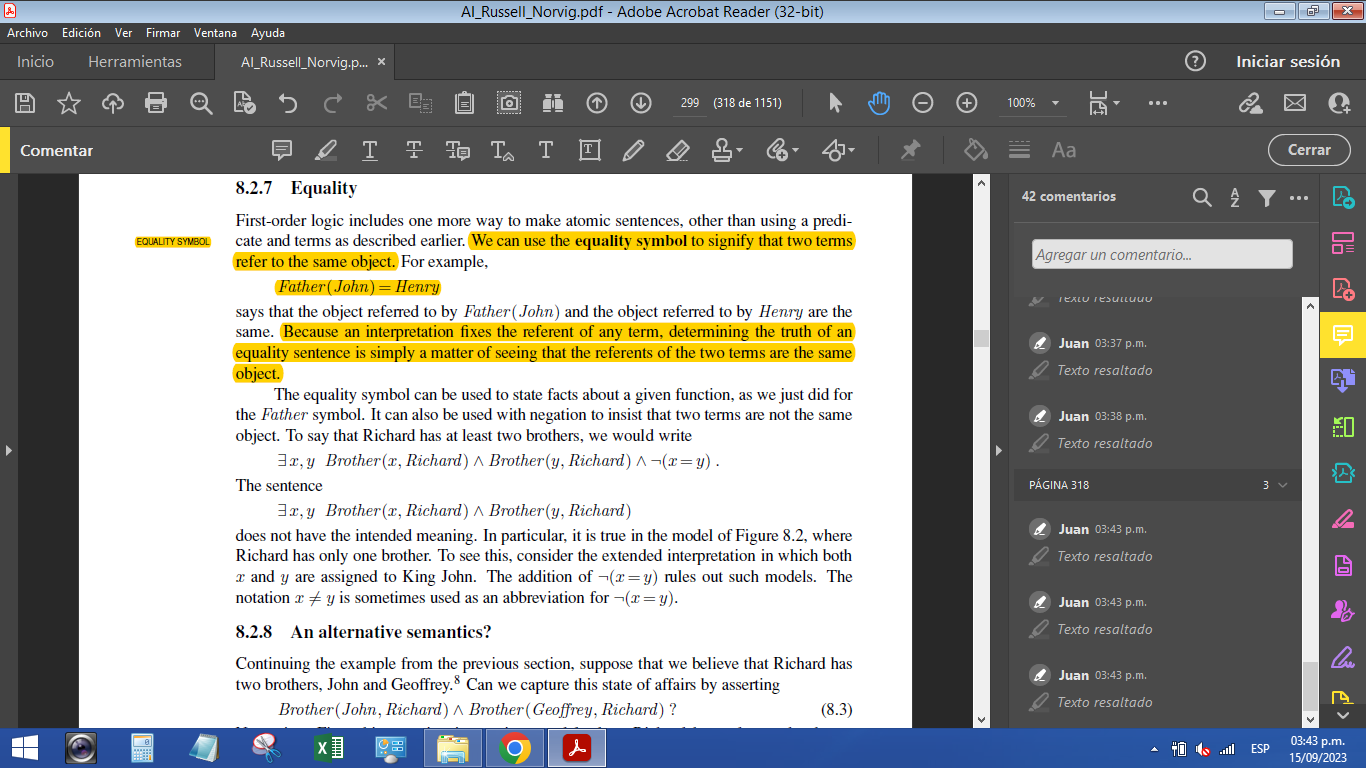 AI_Russell_Norvig.pdf - Adobe Acrobat Reader (32-bit)
Archivo Edición Ver Firmar Ventana Ayuda
Inicio Herramientas AI_Russell_Norvig.p... × Iniciar sesión
299 (318 de 1151) 100%
Comentar Cerrar
8.2.7 Equality
First-order logic includes one more way to make atomic sentences, other than using a predi-
EQUALITY SYMBOL
cate and terms as described earlier. We can use the equality symbol to signify that two terms
refer to the same object. For example,
Father(John) = Henry
says that the object referred to by Father(John) and the object referred to by Henry are the
same. Because an interpretation fixes the referent of any term, determining the truth of an
equality sentence is simply a matter of seeing that the referents of the two terms are the same
object.
The equality symbol can be used to state facts about a given function, as we just did for
the Father symbol. It can also be used with negation to insist that two terms are not the same
object. To say that Richard has at least two brothers, we would write
∃ x, y Brother(x, Richard) ∧ Brother(y, Richard) ∧ ¬(x = y) .
The sentence
∃ x, y Brother(x, Richard) ∧ Brother(y, Richard)
does not have the intended meaning. In particular, it is true in the model of Figure 8.2, where
Richard has only one brother. To see this, consider the extended interpretation in which both
x and y are assigned to King John. The addition of ¬(x = y) rules out such models. The
notation x ≠ y is sometimes used as an abbreviation for ¬(x = y).
8.2.8 An alternative semantics?
Continuing the example from the previous section, suppose that we believe that Richard has
two brothers, John and Geoffrey.⁸ Can we capture this state of affairs by asserting
Brother(John, Richard) ∧ Brother(Geoffrey, Richard) ? (8.3)
42 comentarios
Agregar un comentario...
Texto resaltado
Juan 03:37 p.m.
Texto resaltado
Juan 03:38 p.m.
Texto resaltado
PÁGINA 318 3
Juan 03:43 p.m.
Texto resaltado
Juan 03:43 p.m.
Texto resaltado
Juan 03:43 p.m.
Texto resaltado
ESP
03:43 p.m.
15/09/2023